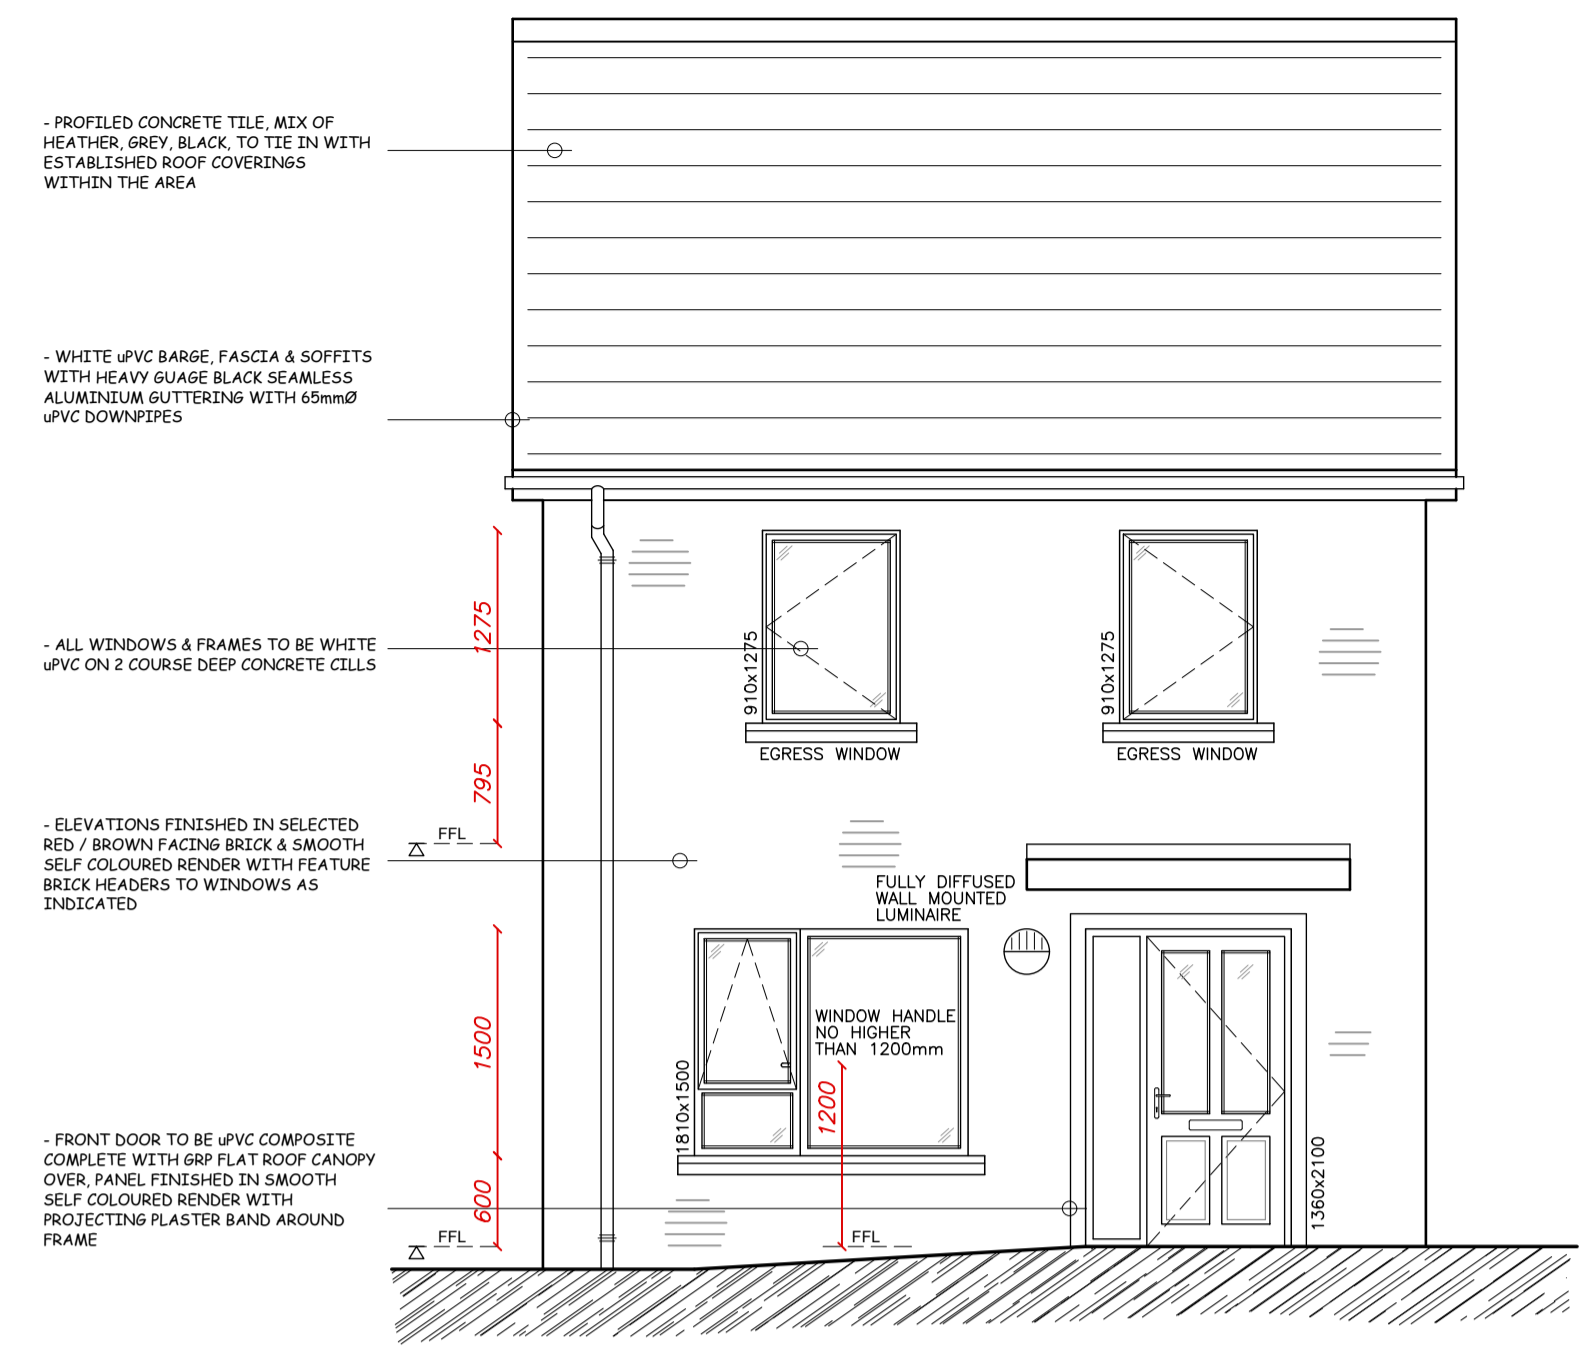 - PROFILED CONCRETE TILE, MIX OF
HEATHER, GREY, BLACK, TO TIE IN WITH
ESTABLISHED ROOF COVERINGS
WITHIN THE AREA
- WHITE uPVC BARGE, FASCIA & SOFFITS
WITH HEAVY GUAGE BLACK SEAMLESS
ALUMINIUM GUTTERING WITH 65mmØ
uPVC DOWNPIPES
- ALL WINDOWS & FRAMES TO BE WHITE
uPVC ON 2 COURSE DEEP CONCRETE CILLS
- ELEVATIONS FINISHED IN SELECTED
RED / BROWN FACING BRICK & SMOOTH
SELF COLOURED RENDER WITH FEATURE
BRICK HEADERS TO WINDOWS AS
INDICATED
- FRONT DOOR TO BE uPVC COMPOSITE
COMPLETE WITH GRP FLAT ROOF CANOPY
OVER, PANEL FINISHED IN SMOOTH
SELF COLOURED RENDER WITH
PROJECTING PLASTER BAND AROUND
FRAME
1275
795
FFL
1500
600
FFL
910x1275
EGRESS WINDOW
910x1275
EGRESS WINDOW
FULLY DIFFUSED
WALL MOUNTED
LUMINAIRE
WINDOW HANDLE
NO HIGHER
THAN 1200mm
1810x1500
1200
FFL
1360x2100